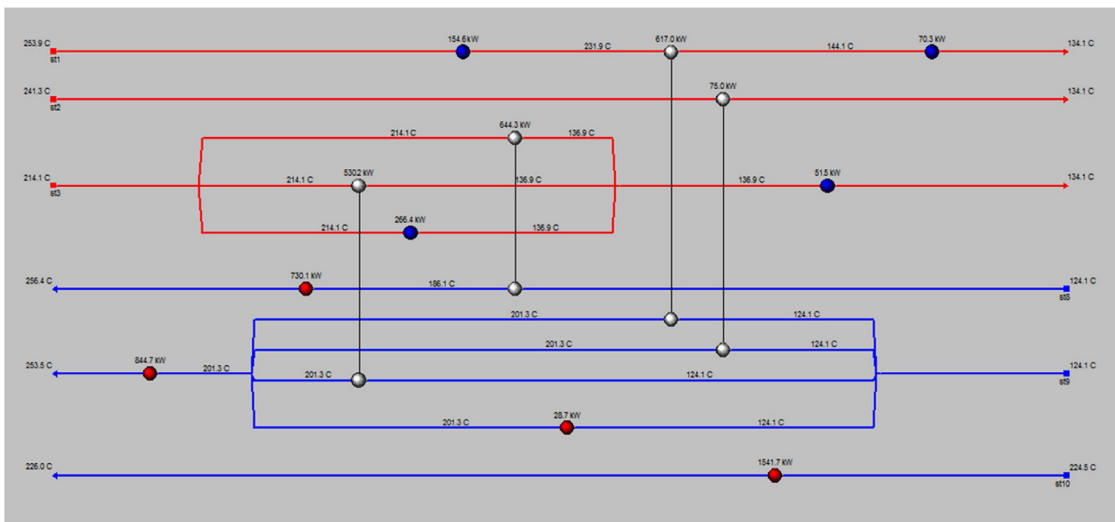 253.9 C 154.6 kW 231.9 C 617.0 kW 144.1 C 70.3 kW 134.1 C
st1
241.3 C 75.0 kW 134.1 C
st2
214.1 C 644.3 kW 136.9 C
214.1 C 214.1 C 5302 kW 136.9 C 136.9 C 51.5 kW 134.1 C
st3
214.1 C 266.4 kW 136.9 C
256.4 C 730.1 kW 186.1 C 124.1 C
st8
201.3 C 124.1 C
201.3 C 124.1 C
253.5 C 844.7 kW 201.3 C 201.3 C 124.1 C 124.1 C
st9
201.3 C 28.7 kW 124.1 C
226.0 C 1541.7 kW 224.5 C
st10